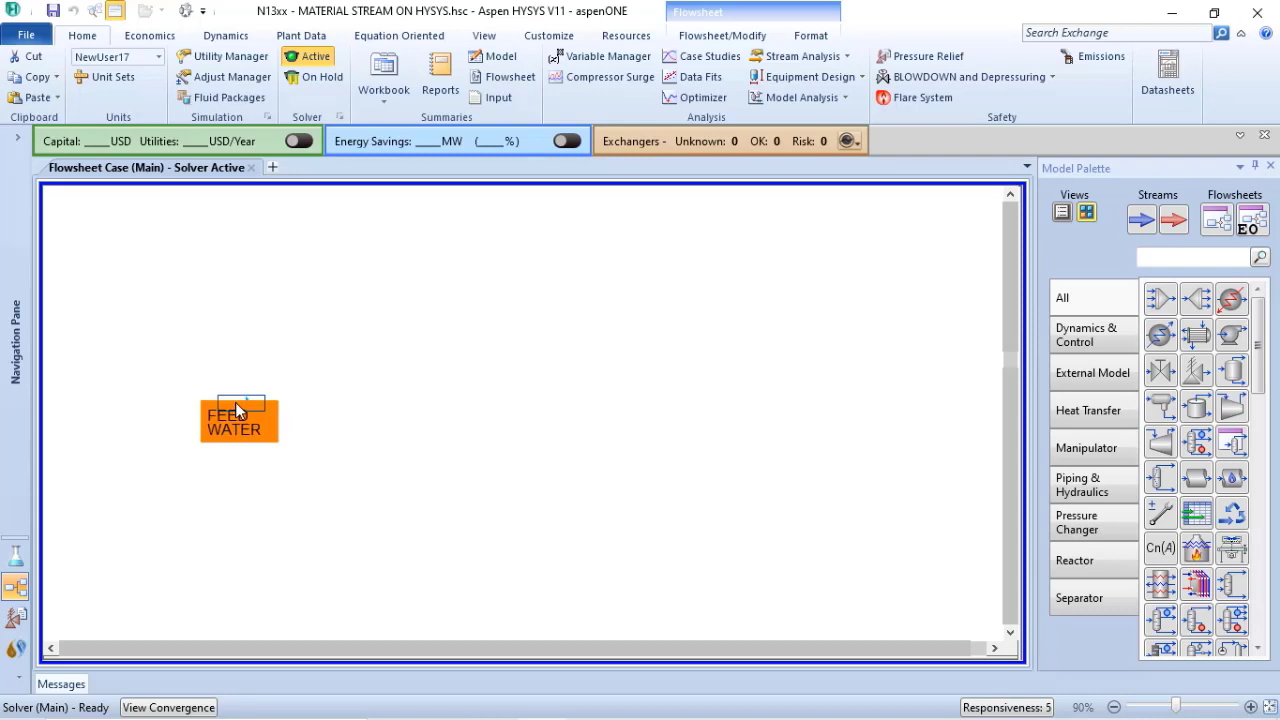 N13xx - MATERIAL STREAM ON HYSYS.hsc - Aspen HYSYS V11 - aspenONE
Flowsheet
File
Home
Economics
Dynamics
Plant Data
Equation Oriented
View
Customize
Resources
Flowsheet/Modify
Format
Search Exchange
Cut
Copy
Paste
Clipboard
NewUser17
Unit Sets
Units
Utility Manager
Adjust Manager
Fluid Packages
Simulation
Active
On Hold
Solver
Workbook
Reports
Model
Flowsheet
Input
Summaries
Variable Manager
Compressor Surge
Case Studies
Data Fits
Optimizer
Stream Analysis
Equipment Design
Model Analysis
Analysis
Pressure Relief
BLOWDOWN and Depressuring
Flare System
Emissions
Safety
Datasheets
Capital: ____USD Utilities: ____USD/Year
Energy Savings: ____MW (____%)
Exchangers - Unknown: 0 OK: 0 Risk: 0
Flowsheet Case (Main) - Solver Active
Navigation Pane
FEED
WATER
Model Palette
Views
Streams
Flowsheets
EO
All
Dynamics &
Control
External Model
Heat Transfer
Manipulator
Piping &
Hydraulics
Pressure
Changer
Reactor
Separator
Cn(A)
Messages
Solver (Main) - Ready
View Convergence
Responsiveness: 5
90%